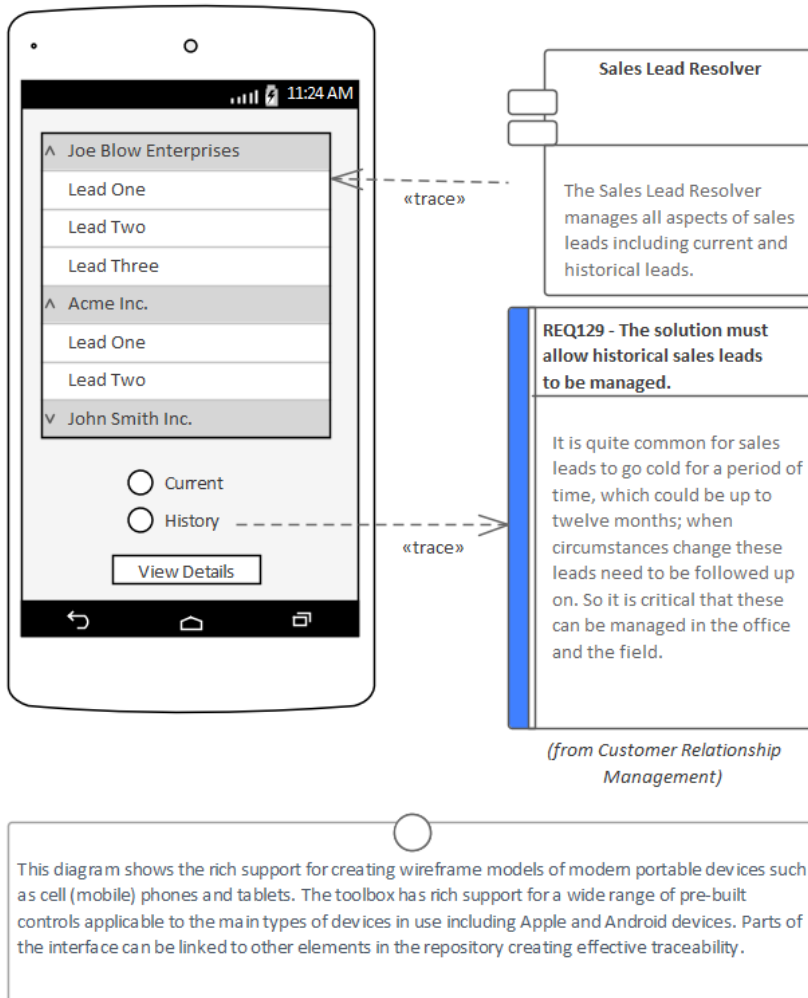 11:24 AM
Joe Blow Enterprises
Lead One
Lead Two
Lead Three
Acme Inc.
Lead One
Lead Two
John Smith Inc.
Current
History
View Details
«trace»
«trace»
Sales Lead Resolver
The Sales Lead Resolver
manages all aspects of sales
leads including current and
historical leads.
REQ129 - The solution must
allow historical sales leads
to be managed.
It is quite common for sales
leads to go cold for a period of
time, which could be up to
twelve months; when
circumstances change these
leads need to be followed up
on. So it is critical that these
can be managed in the office
and the field.
(from Customer Relationship
Management)
This diagram shows the rich support for creating wireframe models of modern portable devices such
as cell (mobile) phones and tablets. The toolbox has rich support for a wide range of pre-built
controls applicable to the main types of devices in use including Apple and Android devices. Parts of
the interface can be linked to other elements in the repository creating effective traceability.